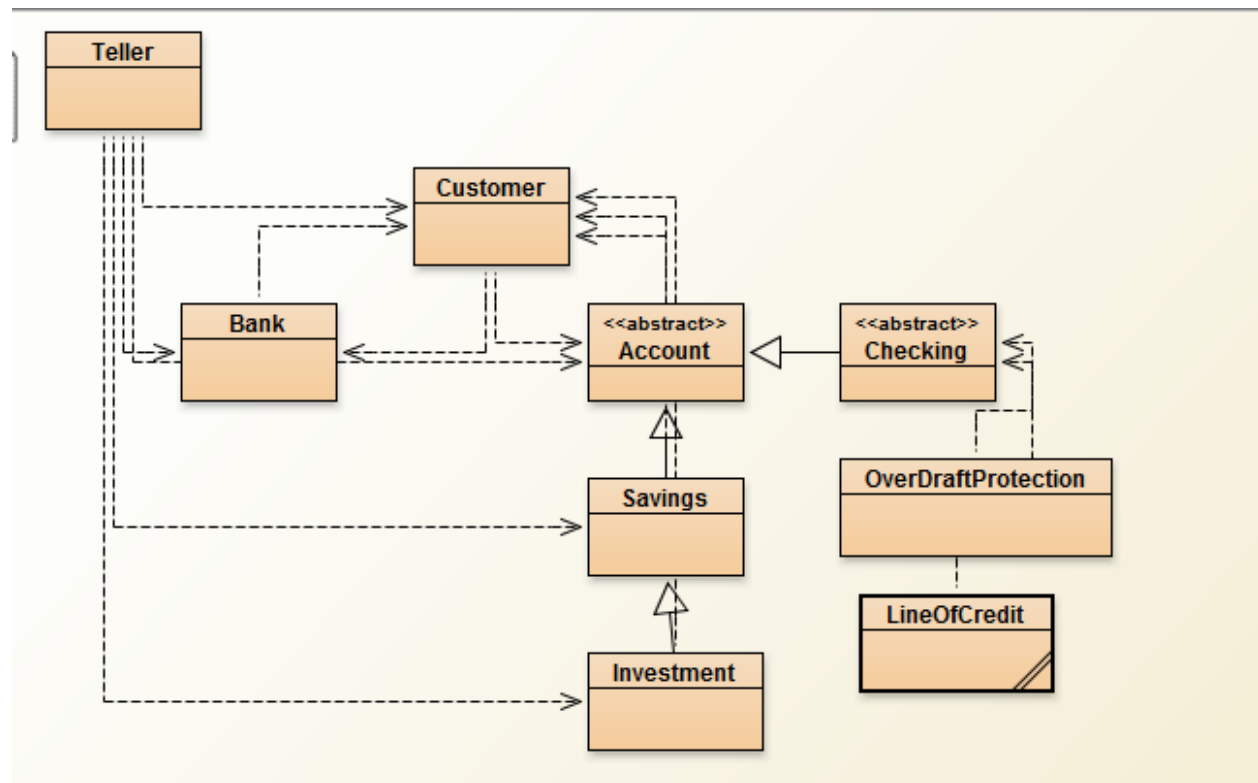 Teller
Customer
Bank
<<abstract>>
Account
<<abstract>>
Checking
Savings
OverDraftProtection
LineOfCredit
Investment